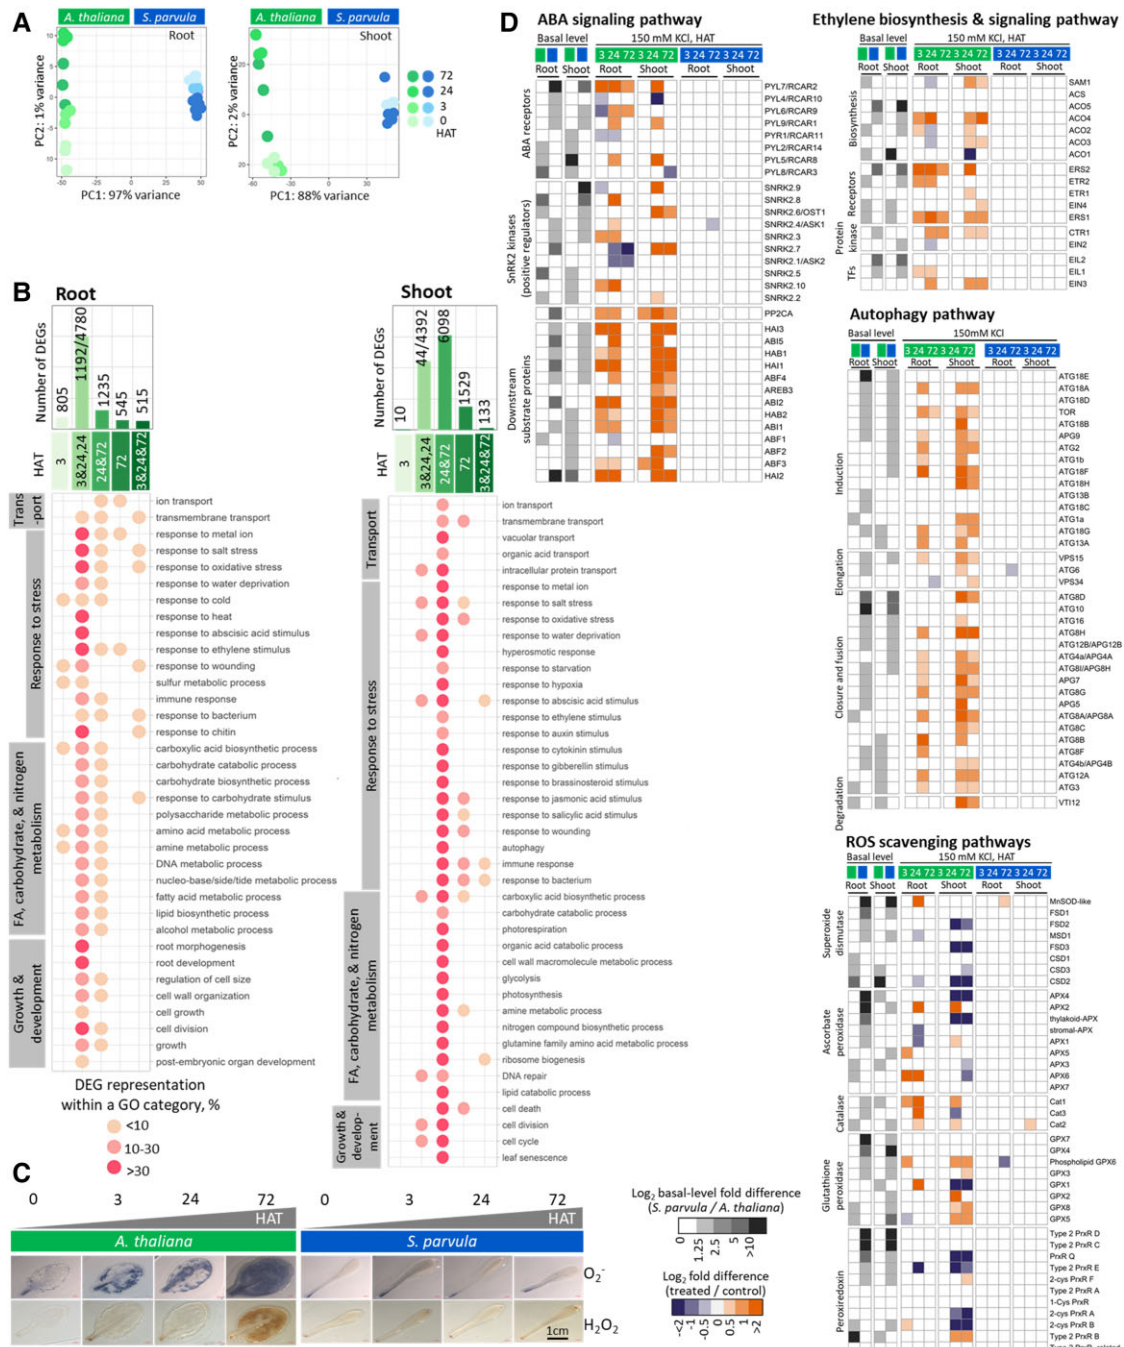 A
A. thaliana
S. parvula
A. thaliana
S. parvula
Root
Shoot
PC2: 1% variance
PC1: 97% variance
PC2: 2% variance
PC1: 88% variance
72
24
3
0
HAT
B
Root
Shoot
Number of DEGs
805
1192/4780
1235
545
515
HAT
3
3&24,24
24&72
72
3&24&72
Number of DEGs
10
44/4392
6098
1529
133
HAT
3
3&24,24
24&72
72
3&24&72
Trans
-port
Response to stress
FA, carbohydrate, & nitrogen
metabolism
Growth &
development
ion transport
transmembrane transport
response to metal ion
response to salt stress
response to oxidative stress
response to water deprivation
response to cold
response to heat
response to abscisic acid stimulus
response to ethylene stimulus
response to wounding
sulfur metabolic process
immune response
response to bacterium
response to chitin
carboxylic acid biosynthetic process
carbohydrate catabolic process
carbohydrate biosynthetic process
response to carbohydrate stimulus
polysaccharide metabolic process
amino acid metabolic process
amine metabolic process
DNA metabolic process
nucleo-base/side/tide metabolic process
fatty acid metabolic process
lipid biosynthetic process
alcohol metabolic process
root morphogenesis
root development
regulation of cell size
cell wall organization
cell growth
cell division
growth
post-embryonic organ development
DEG representation
within a GO category, %
<10
10-30
>30
Transport
Response to stress
FA, carbohydrate, & nitrogen
metabolism
Growth &
develop-
ment
ion transport
transmembrane transport
vacuolar transport
organic acid transport
intracellular protein transport
response to metal ion
response to salt stress
response to oxidative stress
response to water deprivation
hyperosmotic response
response to starvation
response to hypoxia
response to abscisic acid stimulus
response to ethylene stimulus
response to auxin stimulus
response to cytokinin stimulus
response to gibberellin stimulus
response to brassinosteroid stimulus
response to jasmonic acid stimulus
response to salicylic acid stimulus
response to wounding
autophagy
immune response
response to bacterium
carboxylic acid biosynthetic process
carbohydrate catabolic process
photorespiration
organic acid catabolic process
cell wall macromolecule metabolic process
glycolysis
photosynthesis
amine metabolic process
nitrogen compound biosynthetic process
glutamine family amino acid metabolic process
ribosome biogenesis
DNA repair
lipid catabolic process
cell death
cell division
cell cycle
leaf senescence
C
0 3 24 72 0 3 24 72
HAT HAT
A. thaliana
S. parvula
O2-
H2O2
1cm
Log2 basal-level fold difference
(S. parvula / A. thaliana)
0 1.25 2.5 5 >10
Log2 fold difference
(treated / control)
<-2 -1 -0.5 0 0.5 1 >2
D
ABA signaling pathway
Basal level
150 mM KCl, HAT
3 24 72 3 24 72 3 24 72 3 24 72
Root Shoot Root Shoot Root Shoot
ABA receptors
PYL7/RCAR2
PYL4/RCAR10
PYL6/RCAR9
PYL9/RCAR1
PYR1/RCAR11
PYL2/RCAR14
PYL5/RCAR8
PYL8/RCAR3
SnRK2 kinases
(positive regulators)
SNRK2.9
SNRK2.8
SNRK2.6/OST1
SNRK2.4/ASK1
SNRK2.3
SNRK2.7
SNRK2.1/ASK2
SNRK2.5
SNRK2.10
SNRK2.2
PP2CA
Downstream
substrate proteins
HAI3
ABI5
HAB1
HAI1
ABF4
AREB3
ABI2
HAB2
ABI1
ABF1
ABF2
ABF3
HAI2
Ethylene biosynthesis & signaling pathway
Basal level
150 mM KCl, HAT
3 24 72 3 24 72 3 24 72 3 24 72
Root Shoot Root Shoot Root Shoot
Biosynthesis
SAM1
ACS
ACO5
ACO4
ACO2
ACO3
ACO1
Receptors
ERS2
ETR2
ETR1
EIN4
ERS1
Protein
kinase
CTR1
EIN2
TFs
EIL2
EIL1
EIN3
Autophagy pathway
Basal level
150mM KCl
3 24 72 3 24 72 3 24 72 3 24 72
Root Shoot Root Shoot Root Shoot
Induction
ATG18E
ATG18A
ATG18D
TOR
ATG18B
APG9
ATG2
ATG1b
ATG18F
ATG18H
ATG13B
ATG18C
ATG1a
ATG18G
ATG13A
Elongation
VPS15
ATG6
VPS34
Closure and fusion
ATG8D
ATG10
ATG16
ATG8H
ATG12B/APG12B
ATG4a/APG4A
ATG8I/APG8H
APG7
ATG8G
APG5
ATG8A/APG8A
ATG8C
ATG8B
ATG8F
ATG4b/APG4B
ATG12A
ATG3
Degradation
VTI12
ROS scavenging pathways
Basal level
150 mM KCl, HAT
3 24 72 3 24 72 3 24 72 3 24 72
Root Shoot Root Shoot Root Shoot
Superoxide
dismutase
MnSOD-like
FSD1
FSD2
MSD1
FSD3
CSD1
CSD3
CSD2
Ascorbate
peroxidase
APX4
APX2
thylakoid-APX
stromal-APX
APX1
APX5
APX3
APX6
APX7
Catalase
Cat1
Cat3
Cat2
Glutathione
peroxidase
GPX7
GPX4
Phospholipid GPX6
GPX3
GPX1
GPX2
GPX8
GPX5
Peroxiredoxin
Type 2 PrxR D
Type 2 PrxR C
PrxR Q
Type 2 PrxR E
2-cys PrxR F
Type 2 PrxR A
1-Cys PrxR
2-cys PrxR A
2-cys PrxR B
Type 2 PrxR B